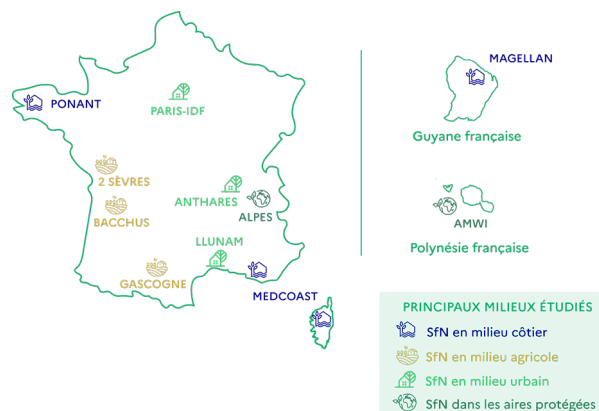 MAGELLAN
PONANT
PARIS-IDF
Guyane française
2 SÈVRES
ANTHARES
BACCHUS
ALPES
AMWI
LLUNAM
Polynésie française
GASCOGNE
MEDCOAST
PRINCIPAUX MILIEUX ÉTUDIÉS
SfN en milieu côtier
SfN en milieu agricole
SfN en milieu urbain
SfN dans les aires protégées